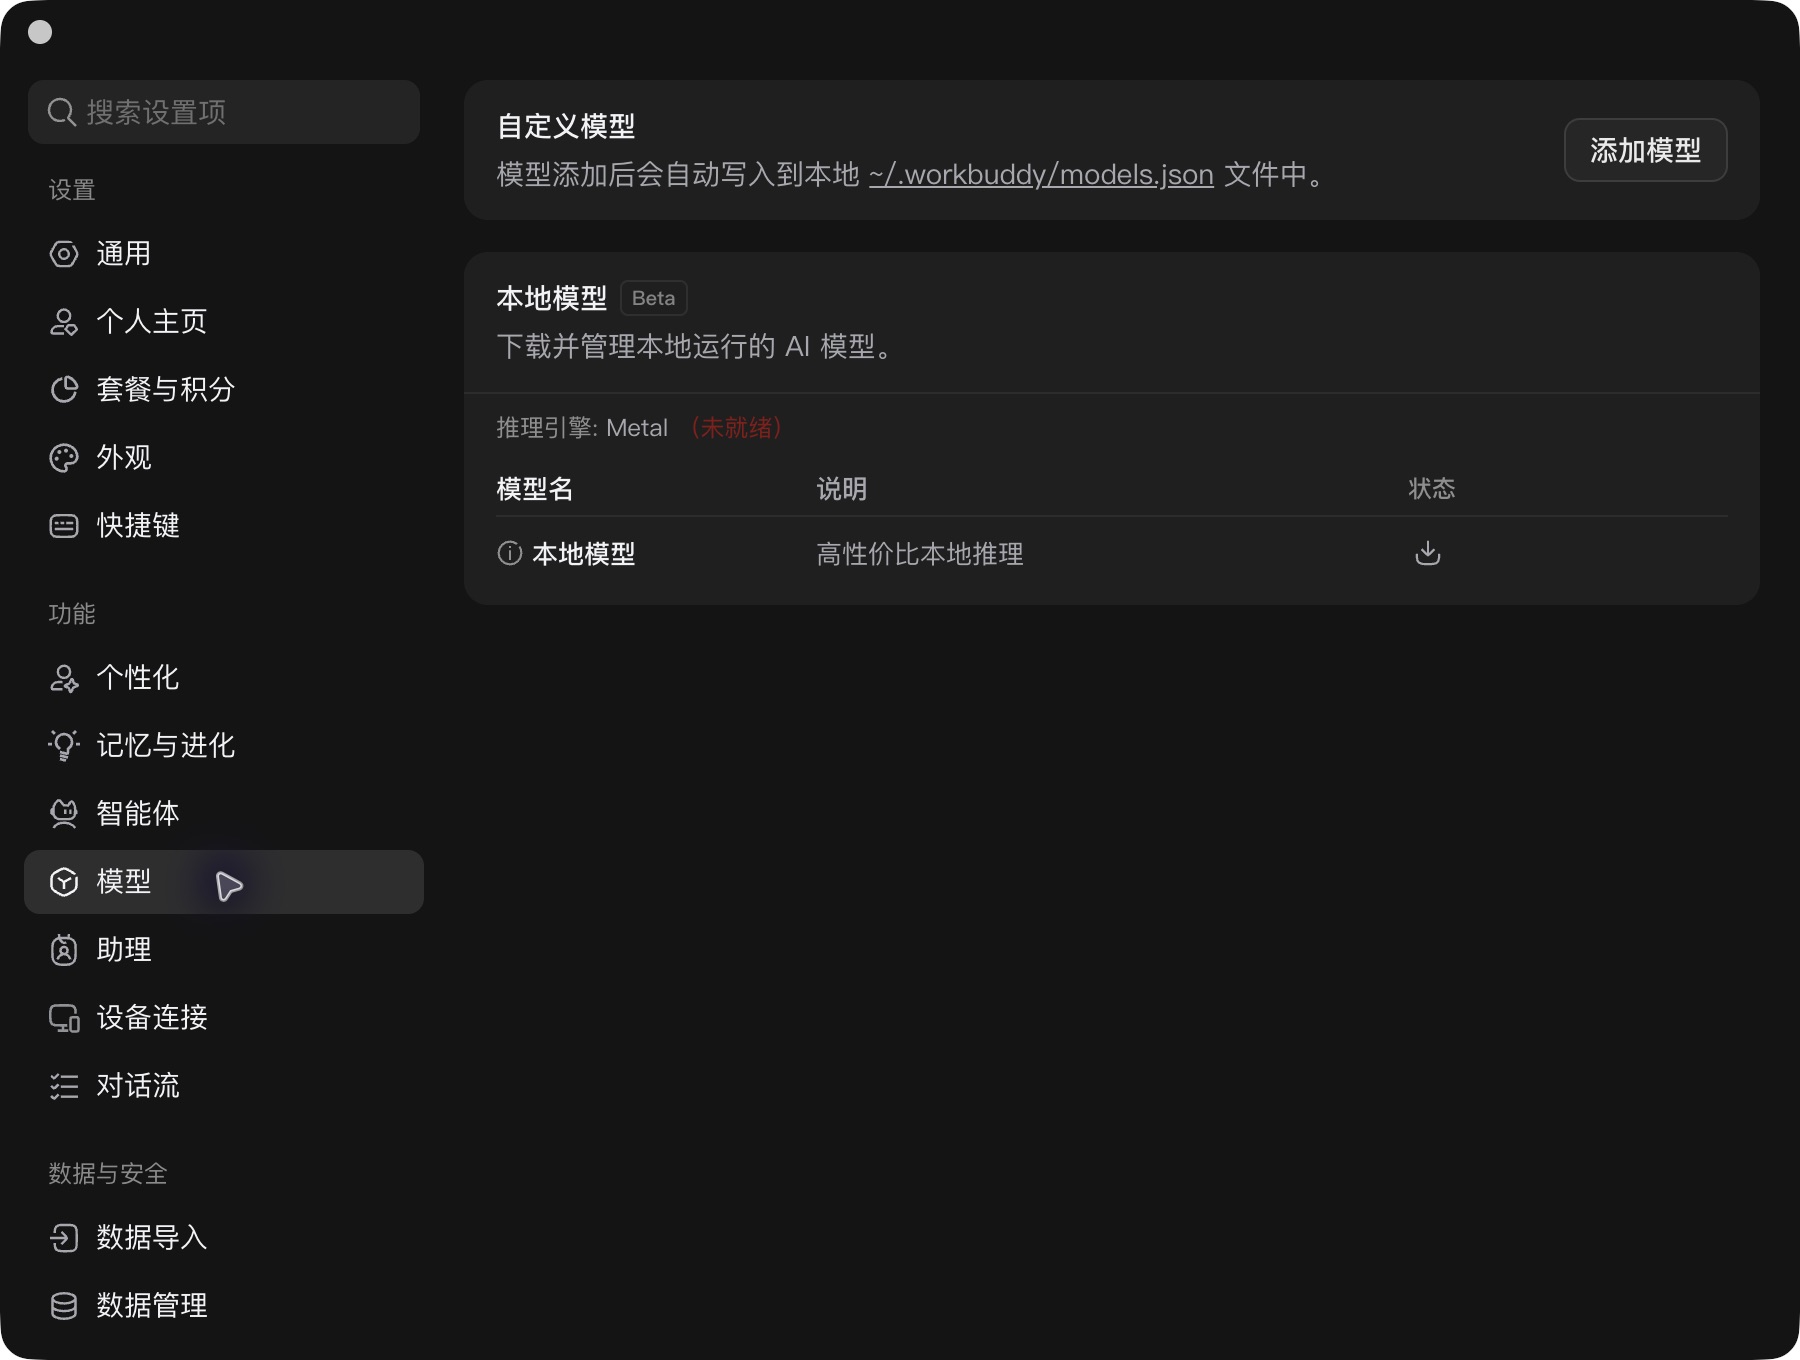 搜索设置项
设置
通用
个人主页
套餐与积分
外观
快捷键
功能
个性化
记忆与进化
智能体
模型
助理
设备连接
对话流
数据与安全
数据导入
数据管理
自定义模型
模型添加后会自动写入到本地 ~/.workbuddy/models.json 文件中。
添加模型
本地模型 Beta
下载并管理本地运行的 AI 模型。
推理引擎: Metal （未就绪）
模型名 说明 状态
本地模型 高性价比本地推理